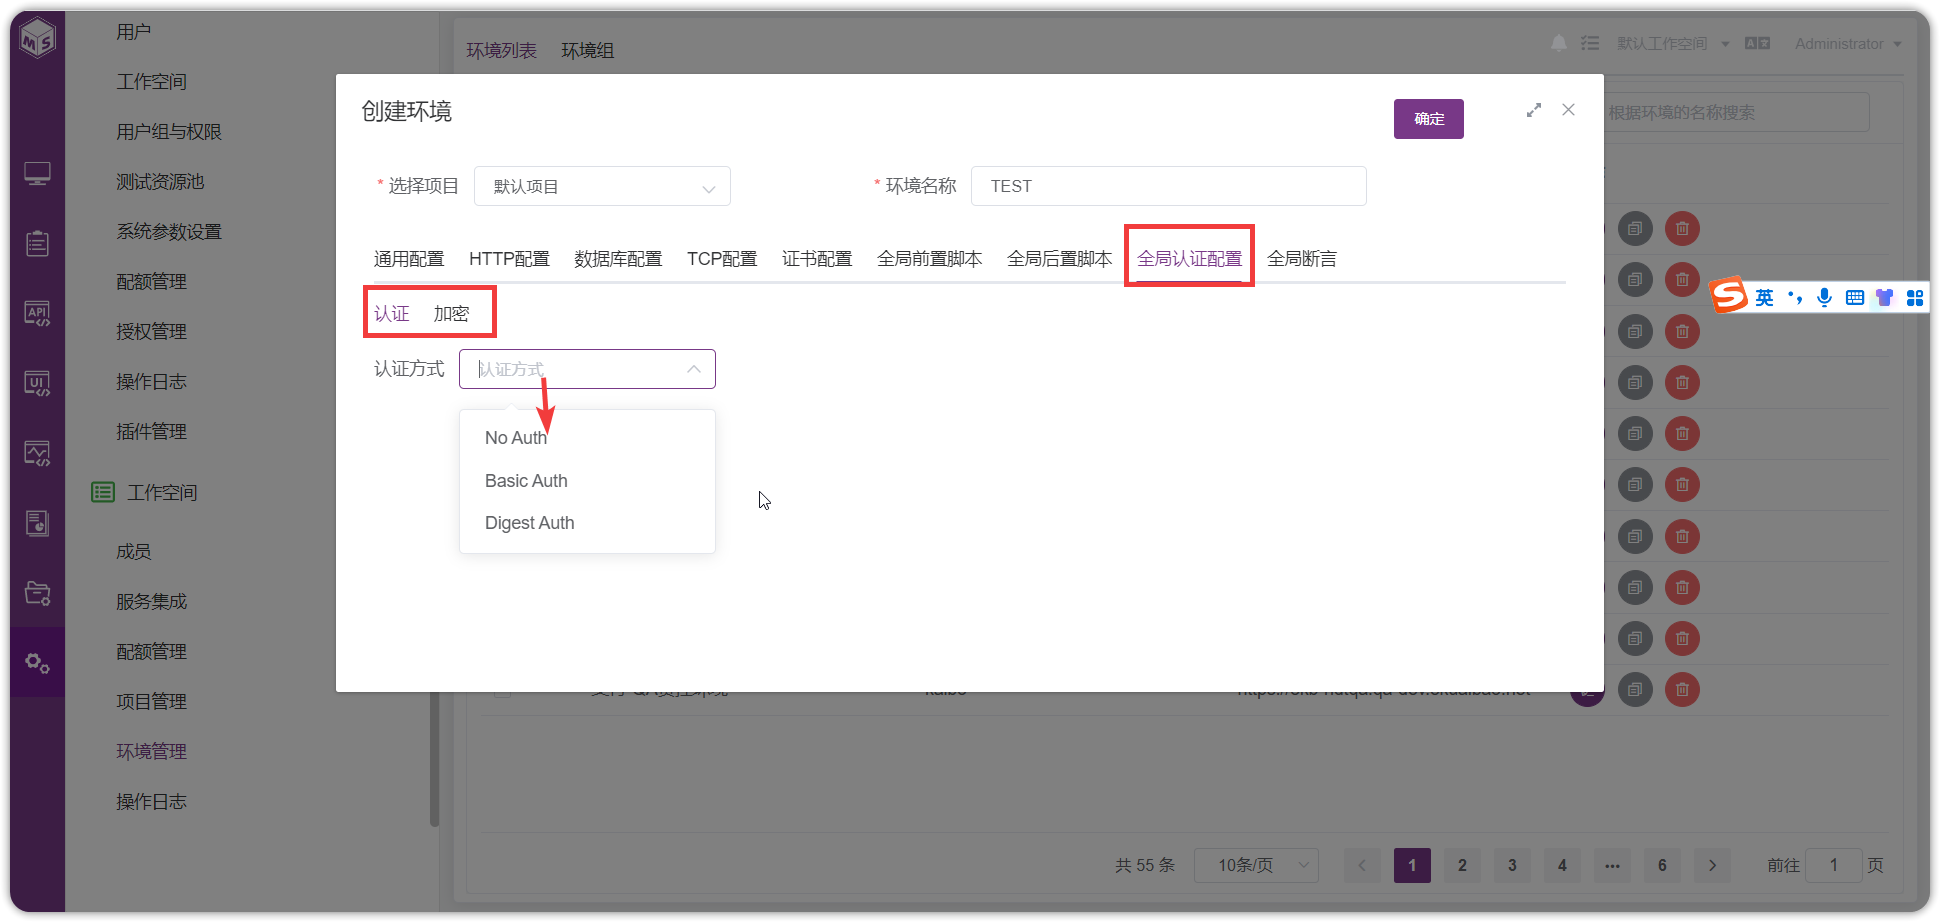 MS
用户
工作空间
用户组与权限
测试资源池
系统参数设置
配额管理
授权管理
操作日志
插件管理
工作空间
成员
服务集成
配额管理
项目管理
环境管理
操作日志
API
UI
环境列表 环境组
默认工作空间 Administrator
根据环境的名称搜索
创建环境
确定
* 选择项目 默认项目 * 环境名称 TEST
通用配置 HTTP配置 数据库配置 TCP配置 证书配置 全局前置脚本 全局后置脚本 全局认证配置 全局断言
认证 加密
认证方式 认证方式
No Auth
Basic Auth
Digest Auth
英
共 55 条 10条/页 1 2 3 4 ••• 6 前往 1 页